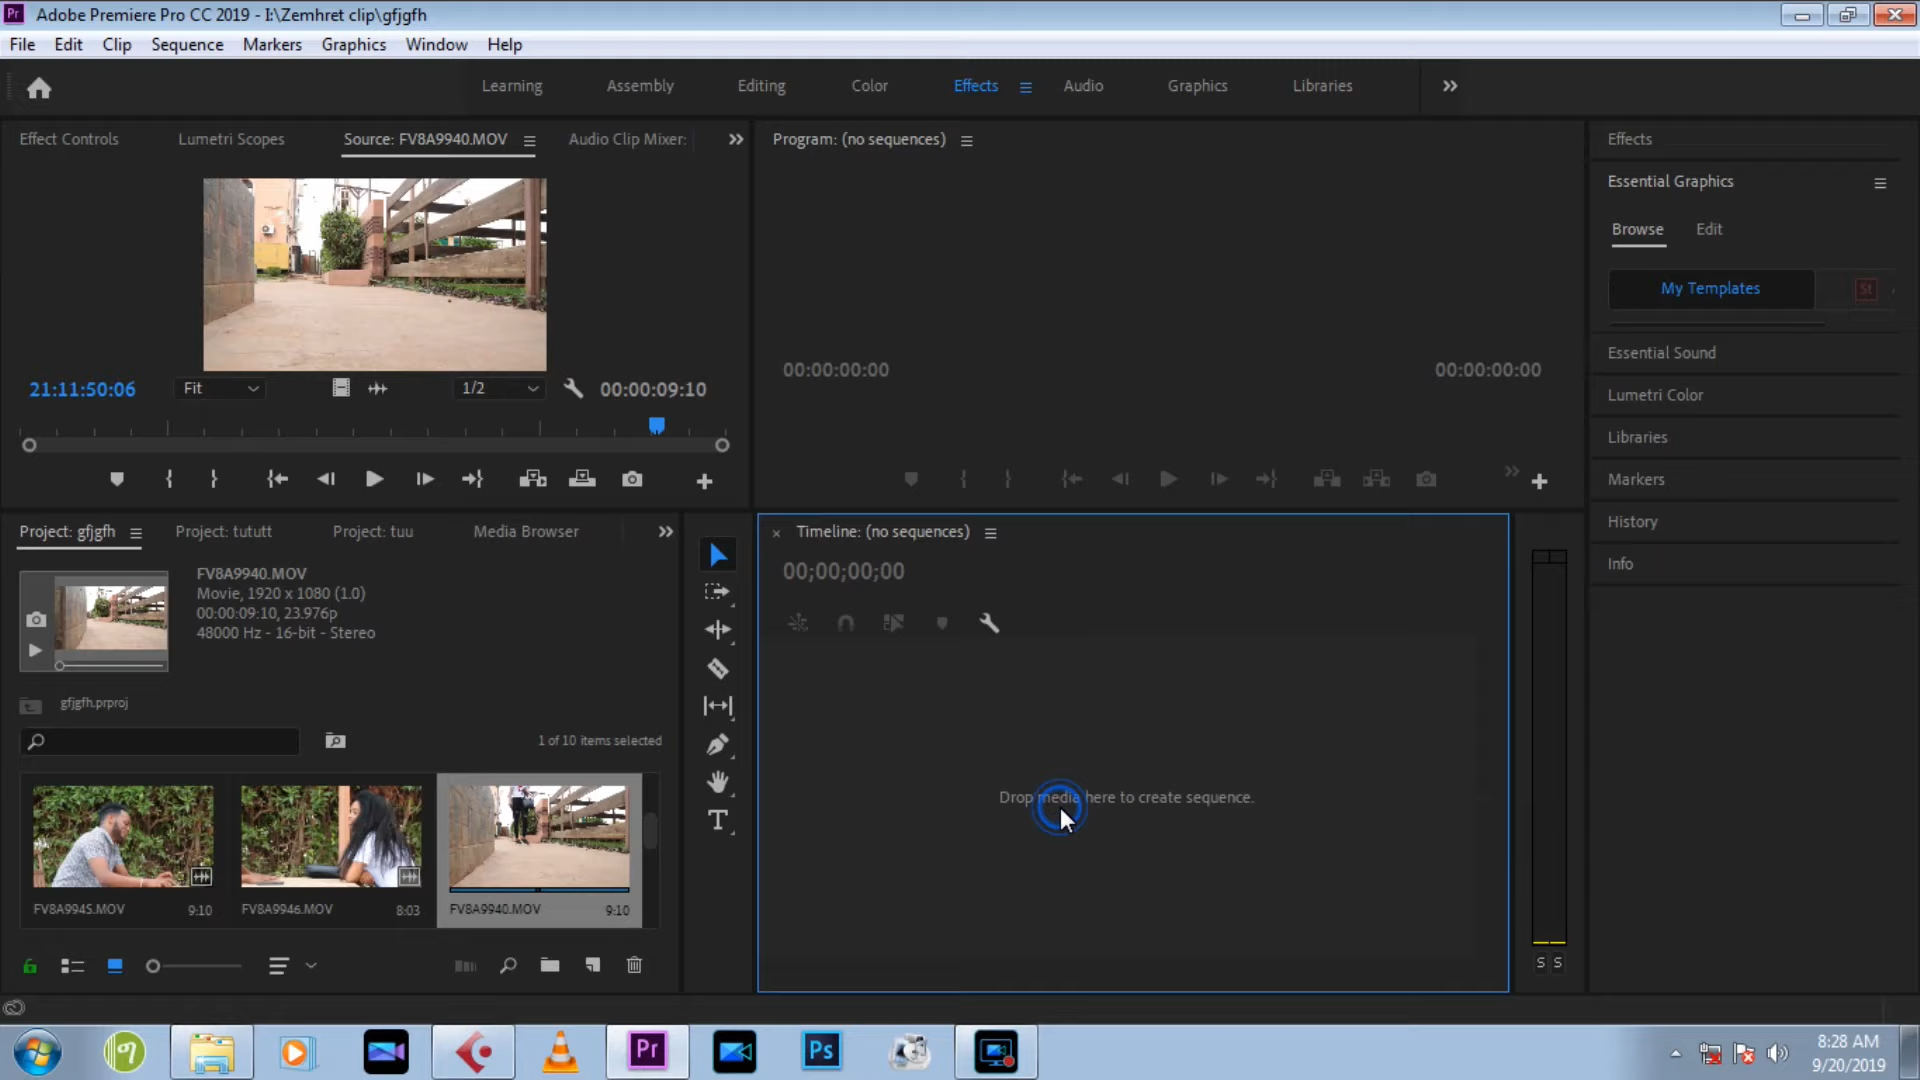 Adobe Premiere Pro CC 2019 - I:\Zemhret clip\gfjgfh
File Edit Clip Sequence Markers Graphics Window Help
Learning Assembly Editing Color Effects Audio Graphics Libraries
Effect Controls Lumetri Scopes Source: FV8A9940.MOV Audio Clip Mixer:
21:11:50:06 Fit 1/2 00:00:09:10
Program: (no sequences)
00:00:00:00 00:00:00:00
Effects
Essential Graphics
Browse Edit
My Templates St
Essential Sound
Lumetri Color
Libraries
Markers
History
Info
Project: gfjgfh Project: tututt Project: tuu Media Browser
FV8A9940.MOV
Movie, 1920 x 1080 (1.0)
00:00:09:10, 23.976p
48000 Hz - 16-bit - Stereo
gfjgfh.prproj
1 of 10 items selected
FV8A9945.MOV 9:10 FV8A9946.MOV 8:03 FV8A9940.MOV 9:10
Timeline: (no sequences)
00;00;00;00
Drop media here to create sequence.
S S
Pr Ps
8:28 AM
9/20/2019